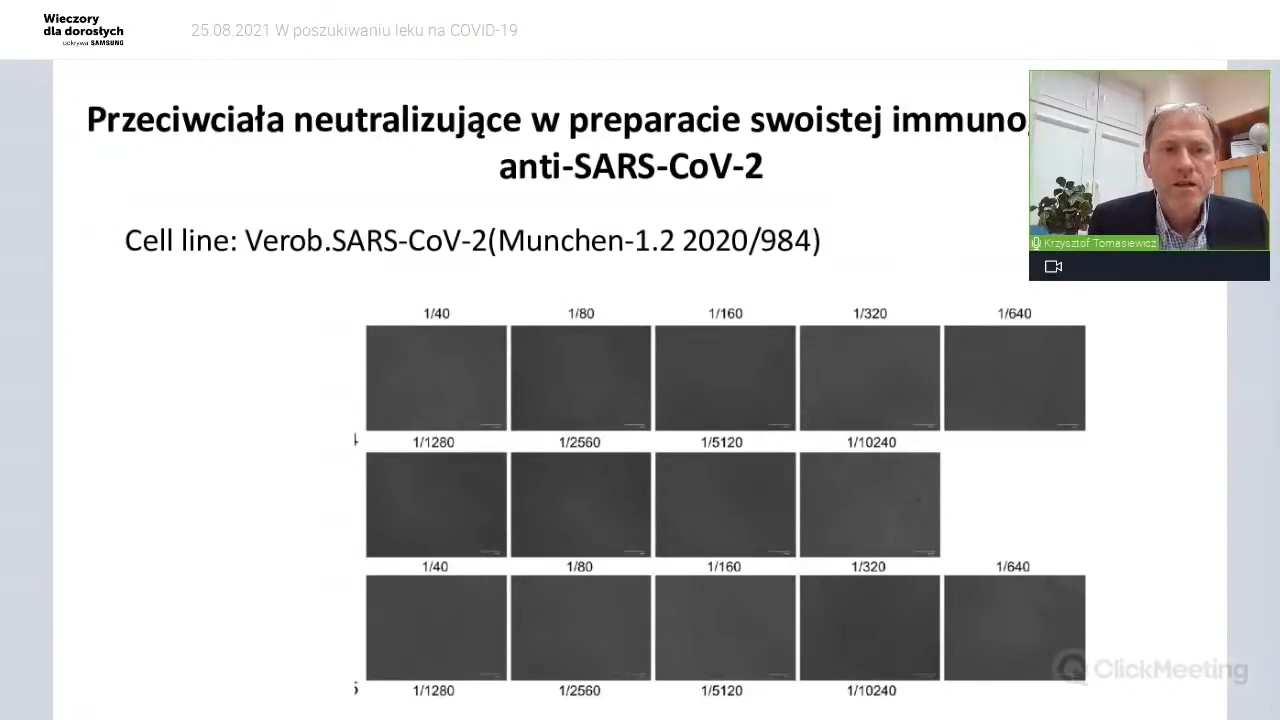 Wieczory
dla dorosłych
odkrywa SAMSUNG
25.08.2021 W poszukiwaniu leku na COVID-19
Przeciwciała neutralizujące w preparacie swoistej immuno
anti-SARS-CoV-2
Cell line: Verob.SARS-CoV-2(Munchen-1.2 2020/984)
Krzysztof Tomasiewicz
1/40 1/80 1/160 1/320 1/640
1/1280 1/2560 1/5120 1/10240
1/40 1/80 1/160 1/320 1/640
1/1280 1/2560 1/5120 1/10240
ClickMeeting